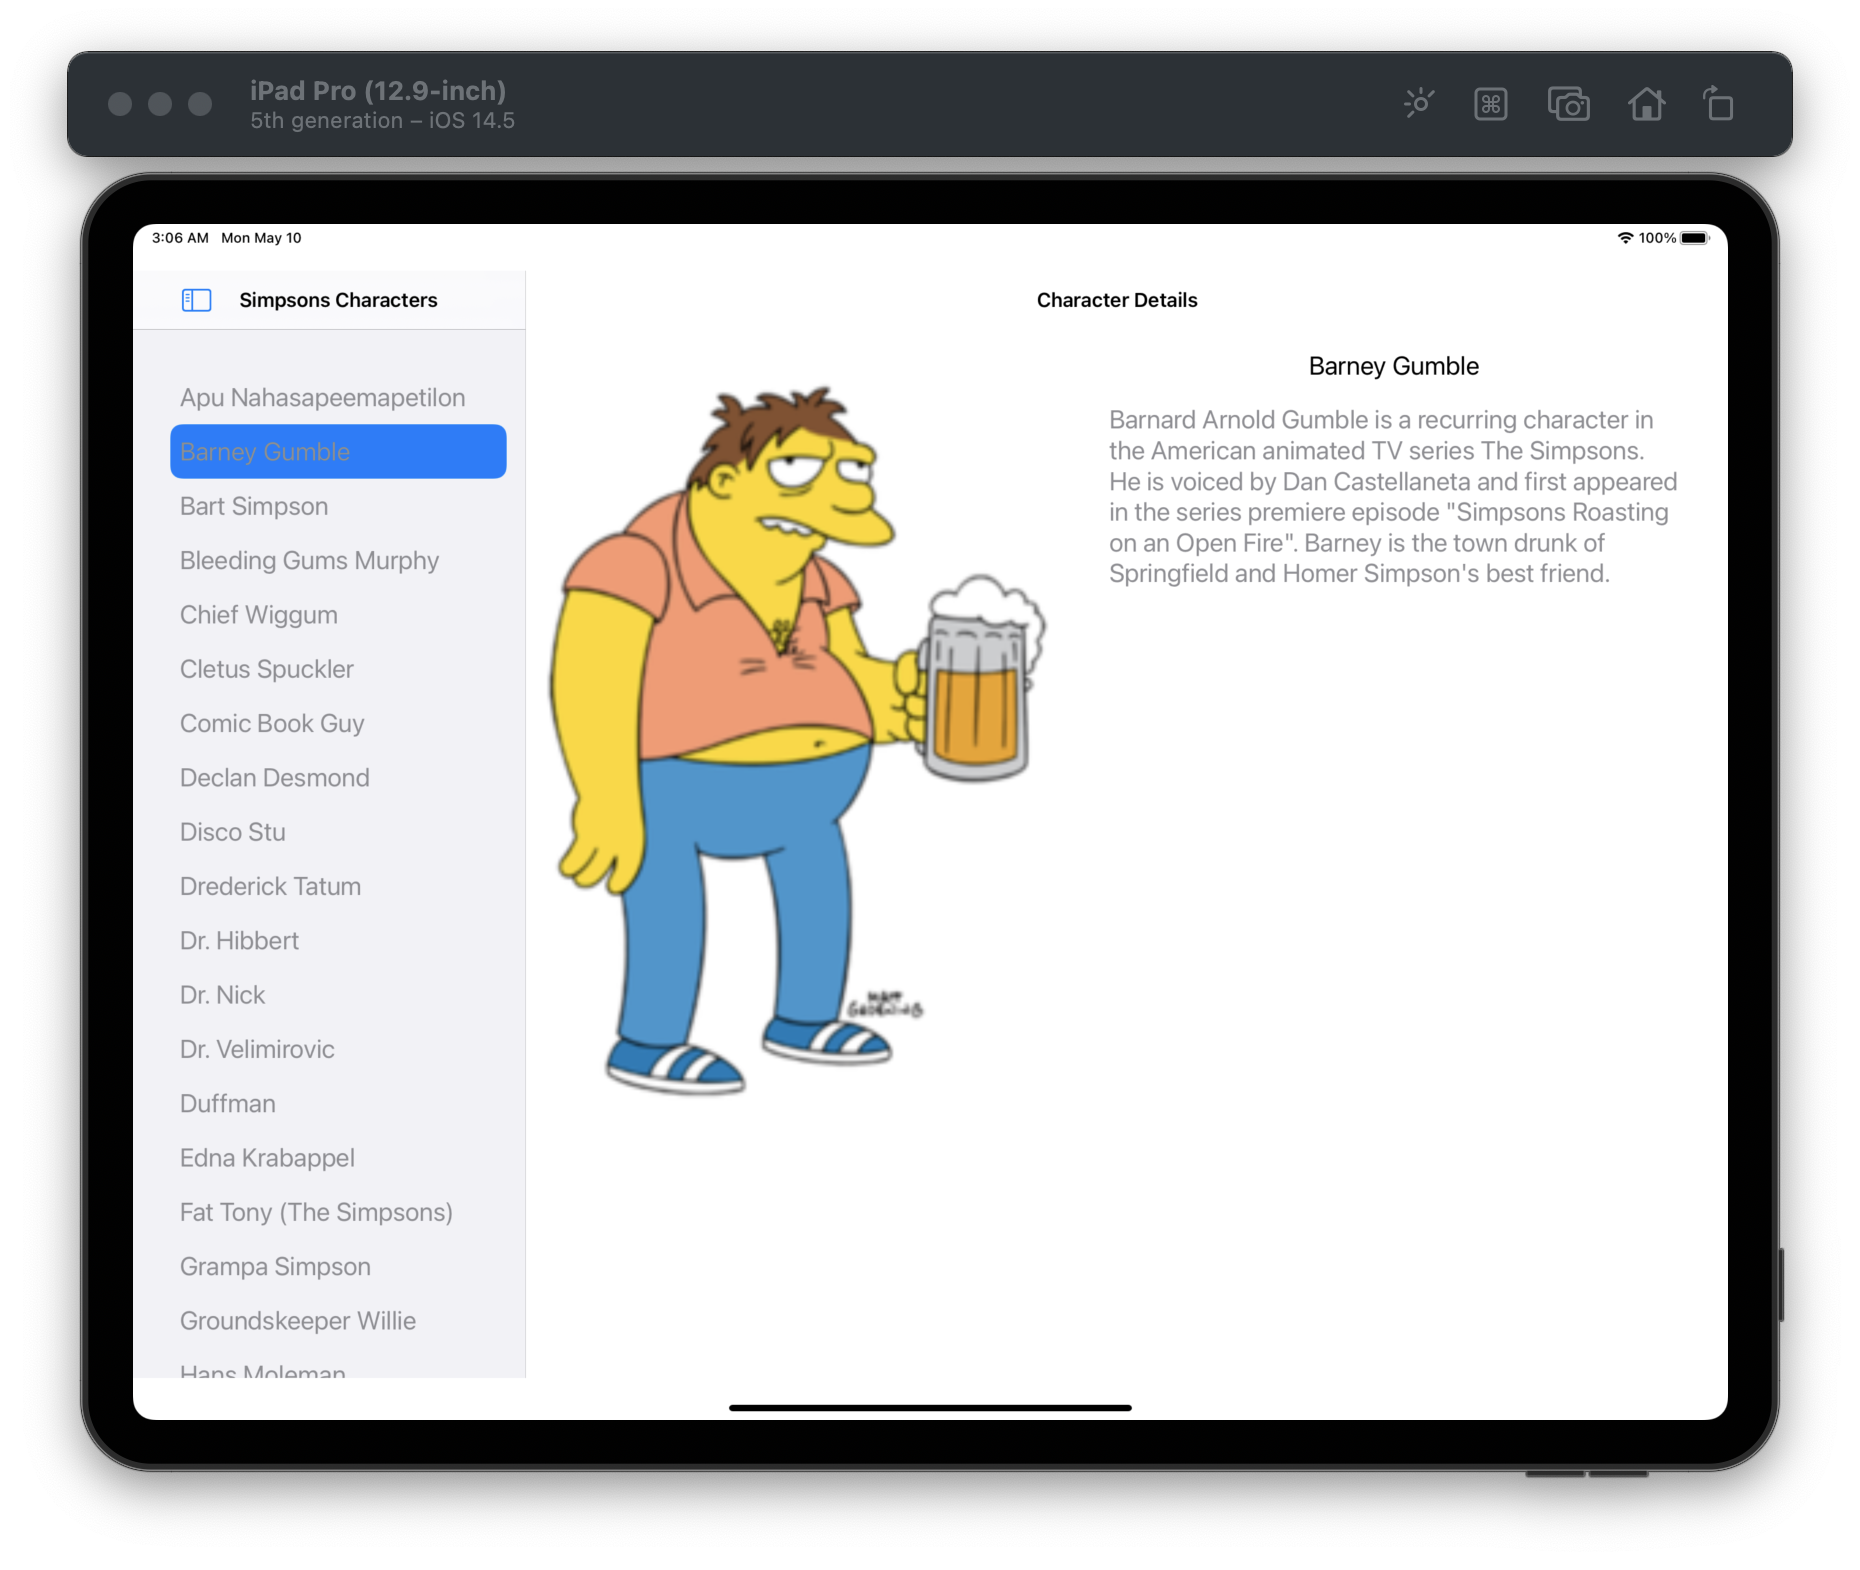 iPad Pro (12.9-inch)
5th generation – iOS 14.5
3:06 AM Mon May 10
100%
Simpsons Characters
Apu Nahasapeemapetilon
Barney Gumble
Bart Simpson
Bleeding Gums Murphy
Chief Wiggum
Cletus Spuckler
Comic Book Guy
Declan Desmond
Disco Stu
Drederick Tatum
Dr. Hibbert
Dr. Nick
Dr. Velimirovic
Duffman
Edna Krabappel
Fat Tony (The Simpsons)
Grampa Simpson
Groundskeeper Willie
Hans Moleman
Character Details
Barney Gumble
Barnard Arnold Gumble is a recurring character in
the American animated TV series The Simpsons.
He is voiced by Dan Castellaneta and first appeared
in the series premiere episode "Simpsons Roasting
on an Open Fire". Barney is the town drunk of
Springfield and Homer Simpson's best friend.
MATT
GROENING